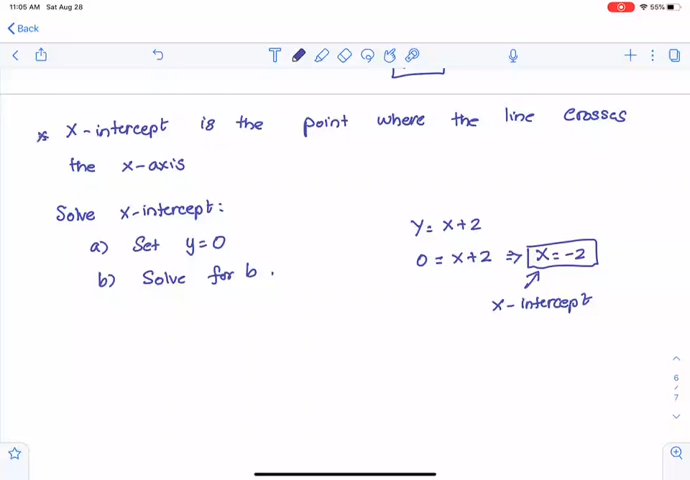 11:05 AM Sat Aug 28
55%
Back
* X-intercept is the point where the line crosses
the x-axis
Solve x-intercept:
a) Set y=0
b) Solve for b.
Y= X+2
0 = X+2 ⇒ X=-2
X-intercept
6
/
7